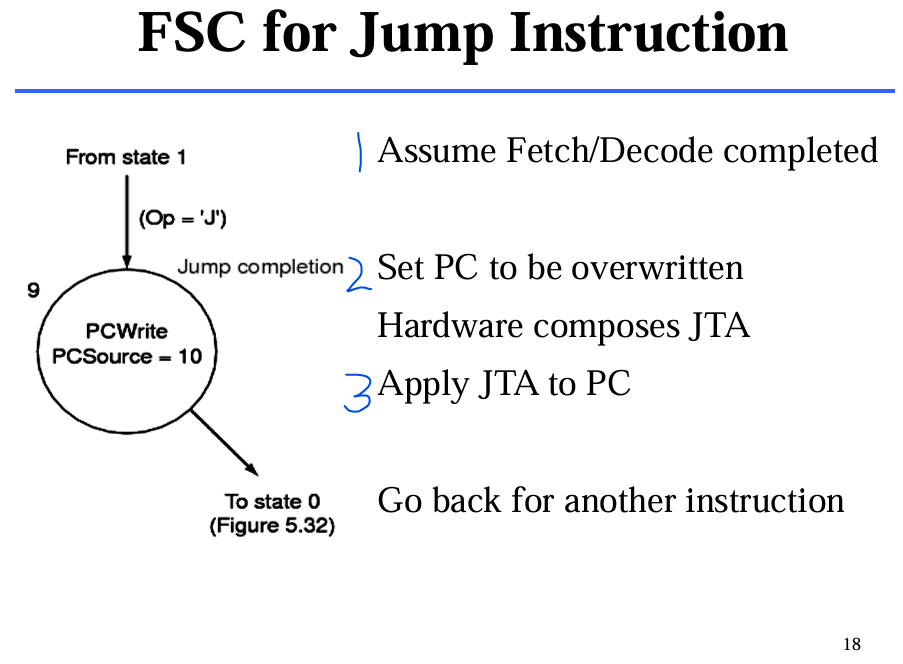 FSC for Jump Instruction
From state 1
(Op = 'J')
Jump completion
9
PCWrite
PCSource = 10
To state 0
(Figure 5.32)
1 Assume Fetch/Decode completed
2 Set PC to be overwritten
Hardware composes JTA
3 Apply JTA to PC
Go back for another instruction
18